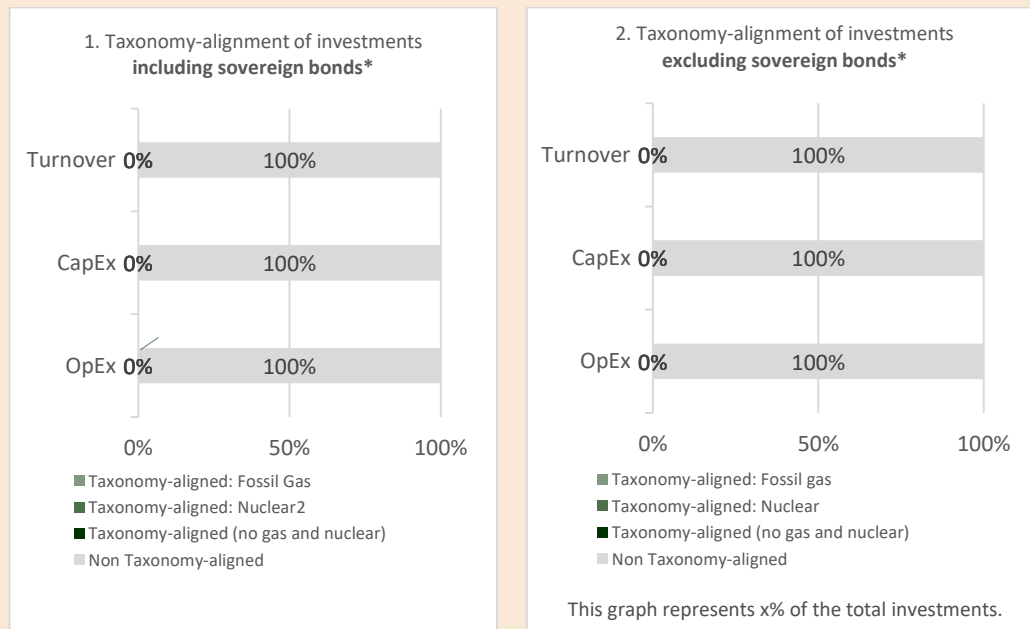 1. Taxonomy-alignment of investments
including sovereign bonds*
Turnover 0% 100%
CapEx 0% 100%
OpEx 0% 100%
0% 50% 100%
Taxonomy-aligned: Fossil Gas
Taxonomy-aligned: Nuclear2
Taxonomy-aligned (no gas and nuclear)
Non Taxonomy-aligned
2. Taxonomy-alignment of investments
excluding sovereign bonds*
Turnover 0% 100%
CapEx 0% 100%
OpEx 0% 100%
0% 50% 100%
Taxonomy-aligned: Fossil gas
Taxonomy-aligned: Nuclear
Taxonomy-aligned (no gas and nuclear)
Non Taxonomy-aligned
This graph represents x% of the total investments.